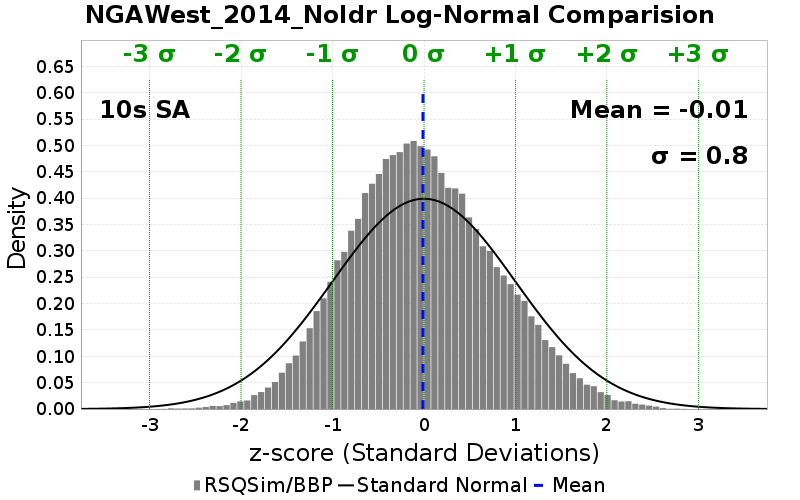 NGAWest_2014_NoIdr Log-Normal Comparision
-3 σ -2 σ -1 σ 0 σ +1 σ +2 σ +3 σ
10s SA
Mean = -0.01
σ = 0.8
0.65
0.60
0.55
0.50
0.45
0.40
0.35
0.30
0.25
0.20
0.15
0.10
0.05
0.00
Density
-3 -2 -1 0 1 2 3
z-score (Standard Deviations)
RSQSim/BBP Standard Normal Mean